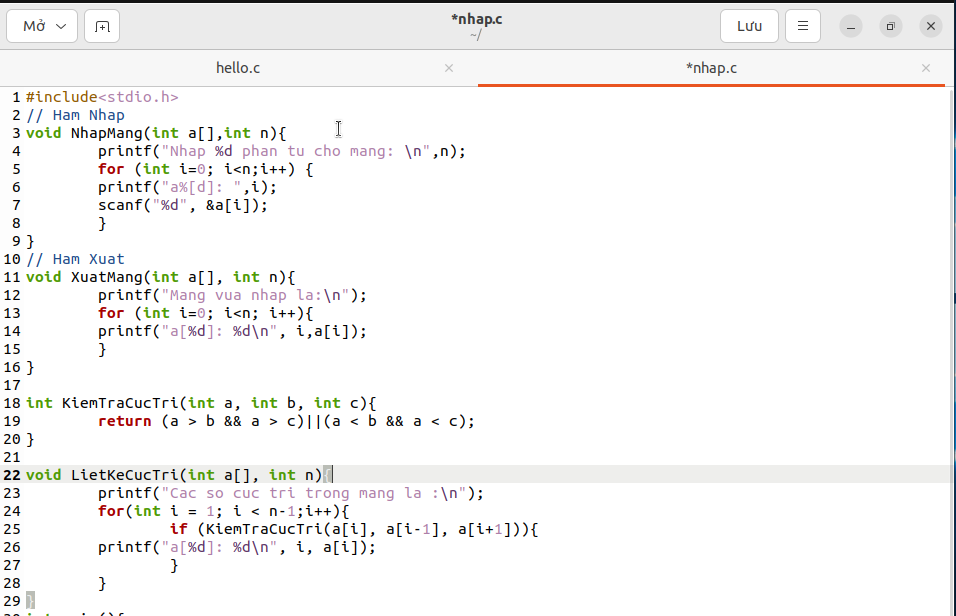 Mở
*nhap.c
~/
Lưu
hello.c
*nhap.c
1 #include<stdio.h>
2 // Ham Nhap
3 void NhapMang(int a[],int n){
4         printf("Nhap %d phan tu cho mang: \n",n);
5         for (int i=0; i<n;i++) {
6         printf("a%[d]: ",i);
7         scanf("%d", &a[i]);
8         }
9 }
10 // Ham Xuat
11 void XuatMang(int a[], int n){
12         printf("Mang vua nhap la:\n");
13         for (int i=0; i<n; i++){
14         printf("a[%d]: %d\n", i,a[i]);
15         }
16 }
17
18 int KiemTraCucTri(int a, int b, int c){
19         return (a > b && a > c)||(a < b && a < c);
20 }
21
22 void LietKeCucTri(int a[], int n){
23         printf("Cac so cuc tri trong mang la :\n");
24         for(int i = 1; i < n-1;i++){
25                 if (KiemTraCucTri(a[i], a[i-1], a[i+1])){
26         printf("a[%d]: %d\n", i, a[i]);
27                 }
28         }
29 }